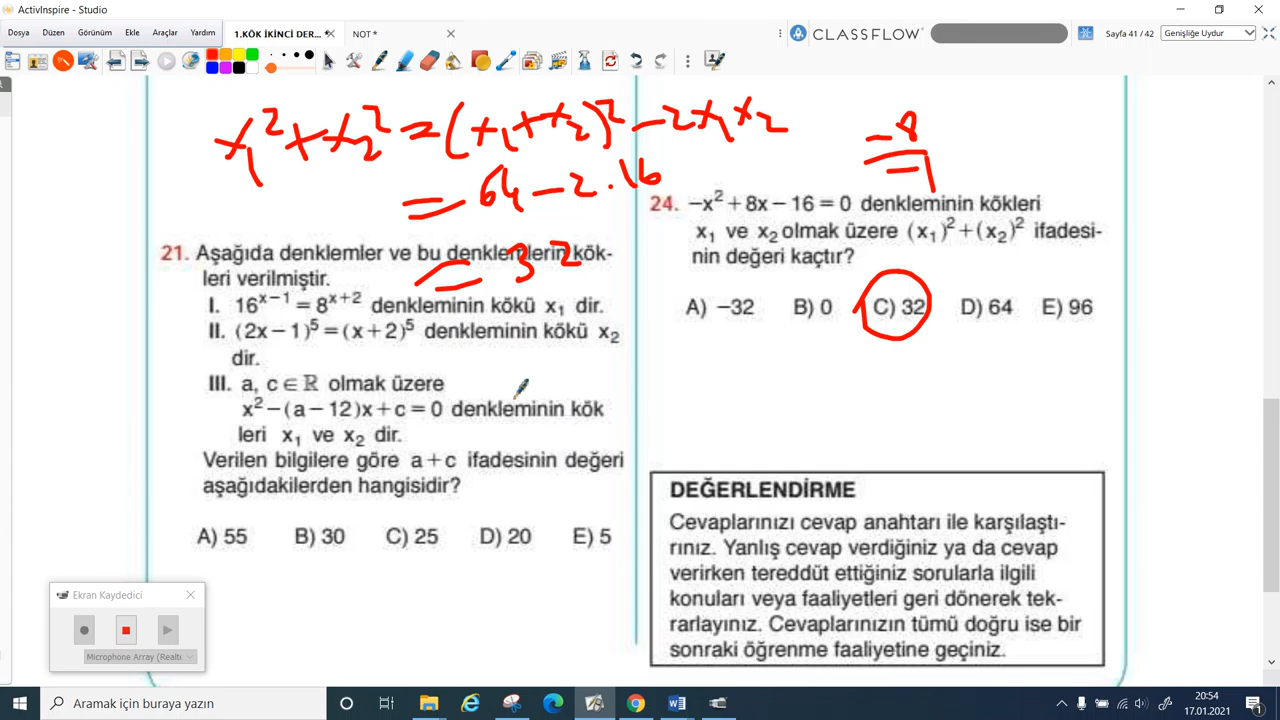 ActivInspire - Studio
Dosya Düzen Görünüm Ekle Araçlar Yardım
1.KÖK İKİNCİ DER...
NOT *
CLASSFLOW
Sayfa 41 / 42
Genişliğe Uydur
x₁² + x₂² = (x₁ + x₂)² - 2x₁x₂
= 64 - 2.16
= 32
-8
21. Aşağıda denklemler ve bu denklemlerin kök-
leri verilmiştir.
I. 16^(x-1) = 8^(x+2) denkleminin kökü x₁ dir.
II. (2x - 1)⁵ = (x + 2)⁵ denkleminin kökü x₂
dir.
III. a, c ∈ ℝ olmak üzere
x² - (a - 12)x + c = 0 denkleminin kök
leri x₁ ve x₂ dir.
Verilen bilgilere göre a + c ifadesinin değeri
aşağıdakilerden hangisidir?
A) 55 B) 30 C) 25 D) 20 E) 5
24. -x² + 8x - 16 = 0 denkleminin kökleri
x₁ ve x₂ olmak üzere (x₁)² + (x₂)² ifadesi-
nin değeri kaçtır?
A) -32 B) 0 C) 32 D) 64 E) 96
DEĞERLENDİRME
Cevaplarınızı cevap anahtarı ile karşılaştı-
rınız. Yanlış cevap verdiğiniz ya da cevap
verirken tereddüt ettiğiniz sorularla ilgili
konuları veya faaliyetleri geri dönerek tek-
rarlayınız. Cevaplarınızın tümü doğru ise bir
sonraki öğrenme faaliyetine geçiniz.
Ekran Kaydedici
Microphone Array (Realt
Aramak için buraya yazın
20:54
17.01.2021
1